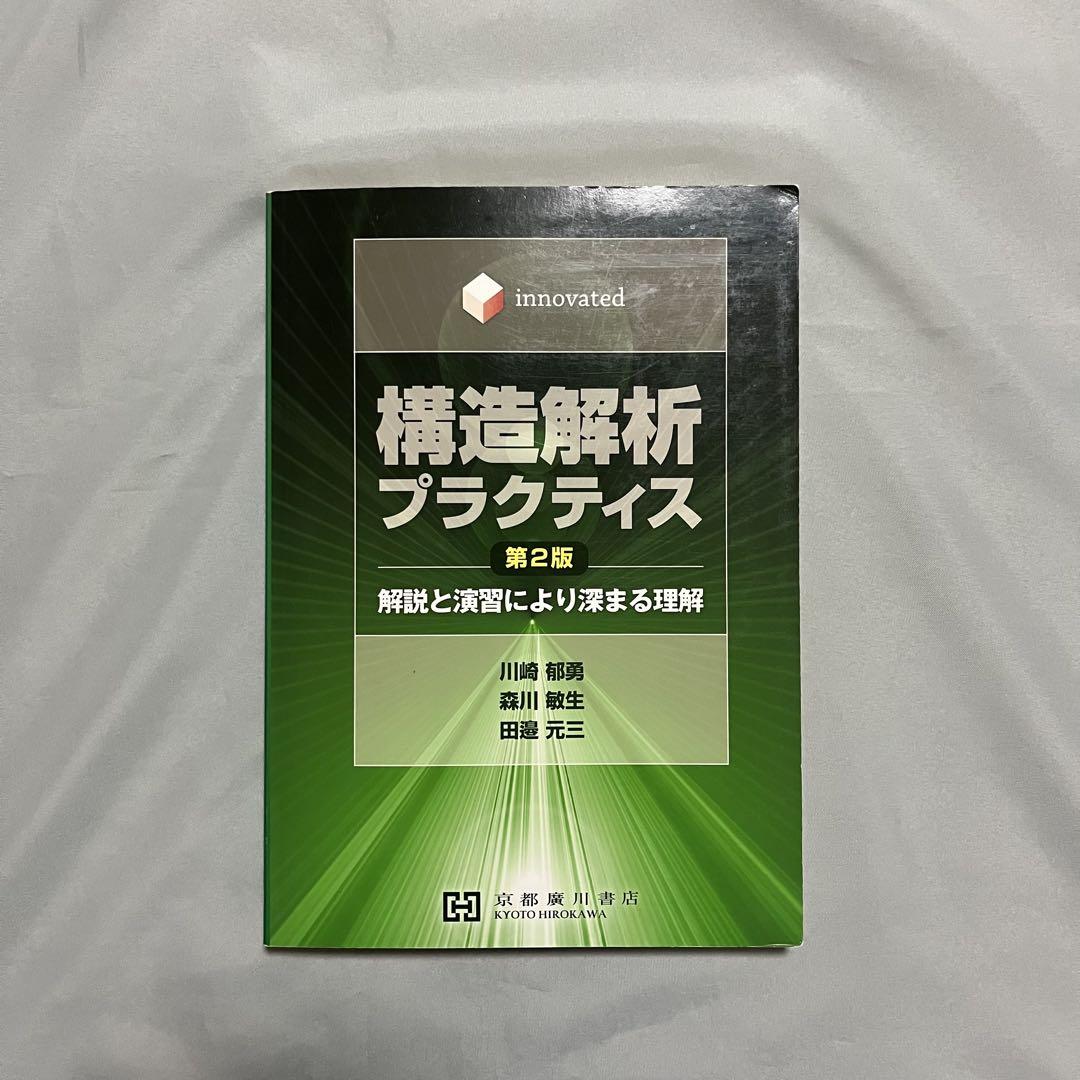 innovated
構造解析
プラクティス
第2版
解説と演習により深まる理解
川崎 郁勇
森川 敏生
田邉 元三
京都廣川書店
KYOTO HIROKAWA